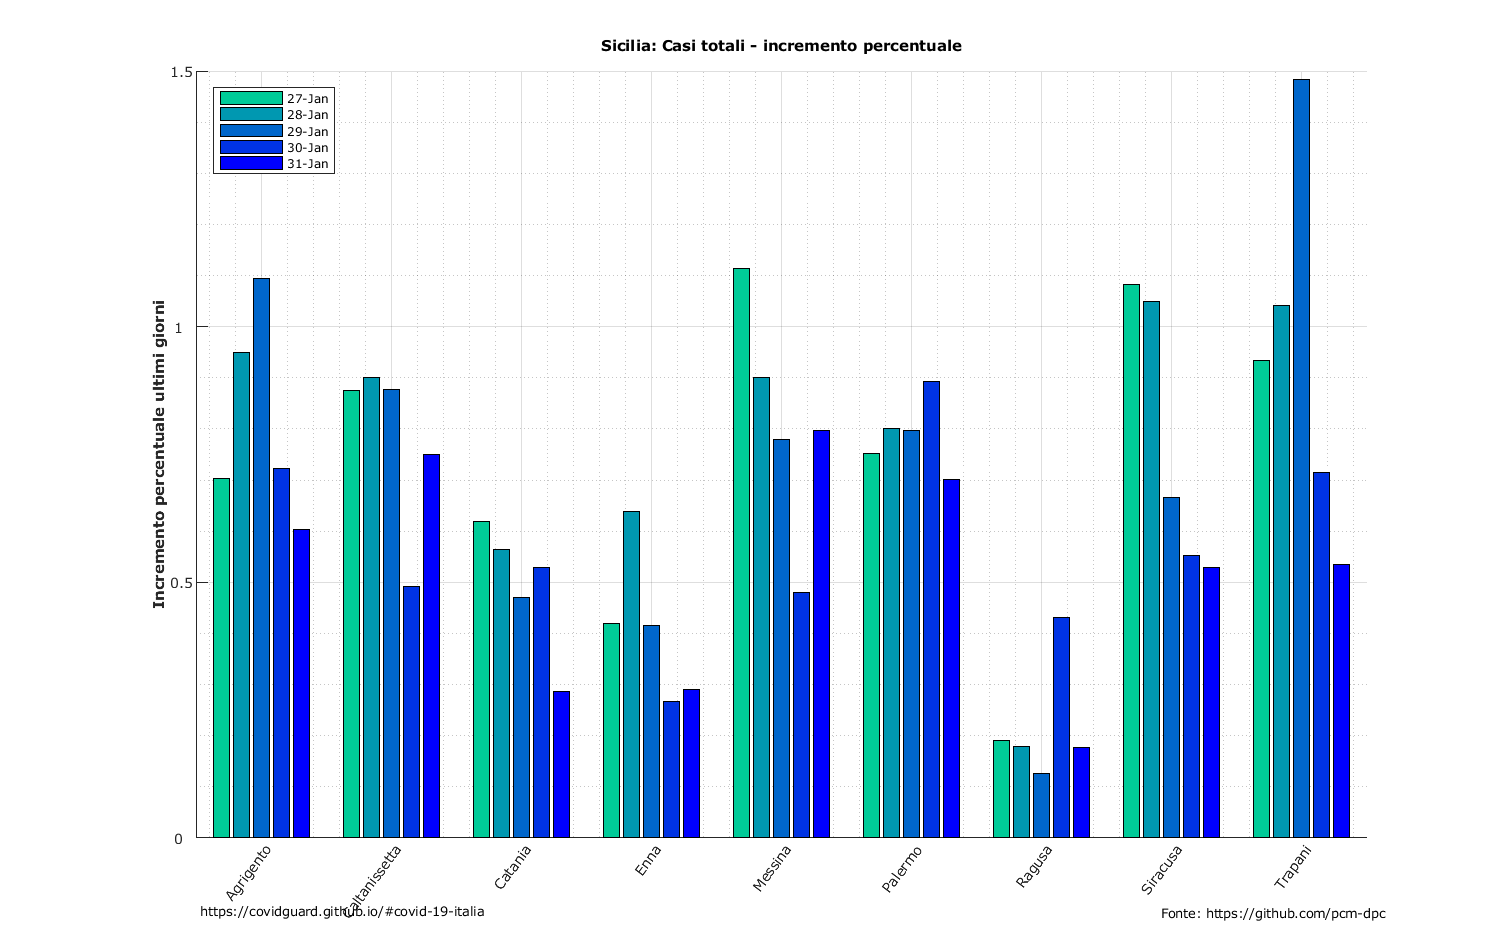 Sicilia: Casi totali - incremento percentuale
1.5
1
0.5
0
Incremento percentuale ultimi giorni
27-Jan
28-Jan
29-Jan
30-Jan
31-Jan
Agrigento
Caltanissetta
Catania
Enna
Messina
Palermo
Ragusa
Siracusa
Trapani
https://covidguard.github.io/#covid-19-italia
Fonte: https://github.com/pcm-dpc